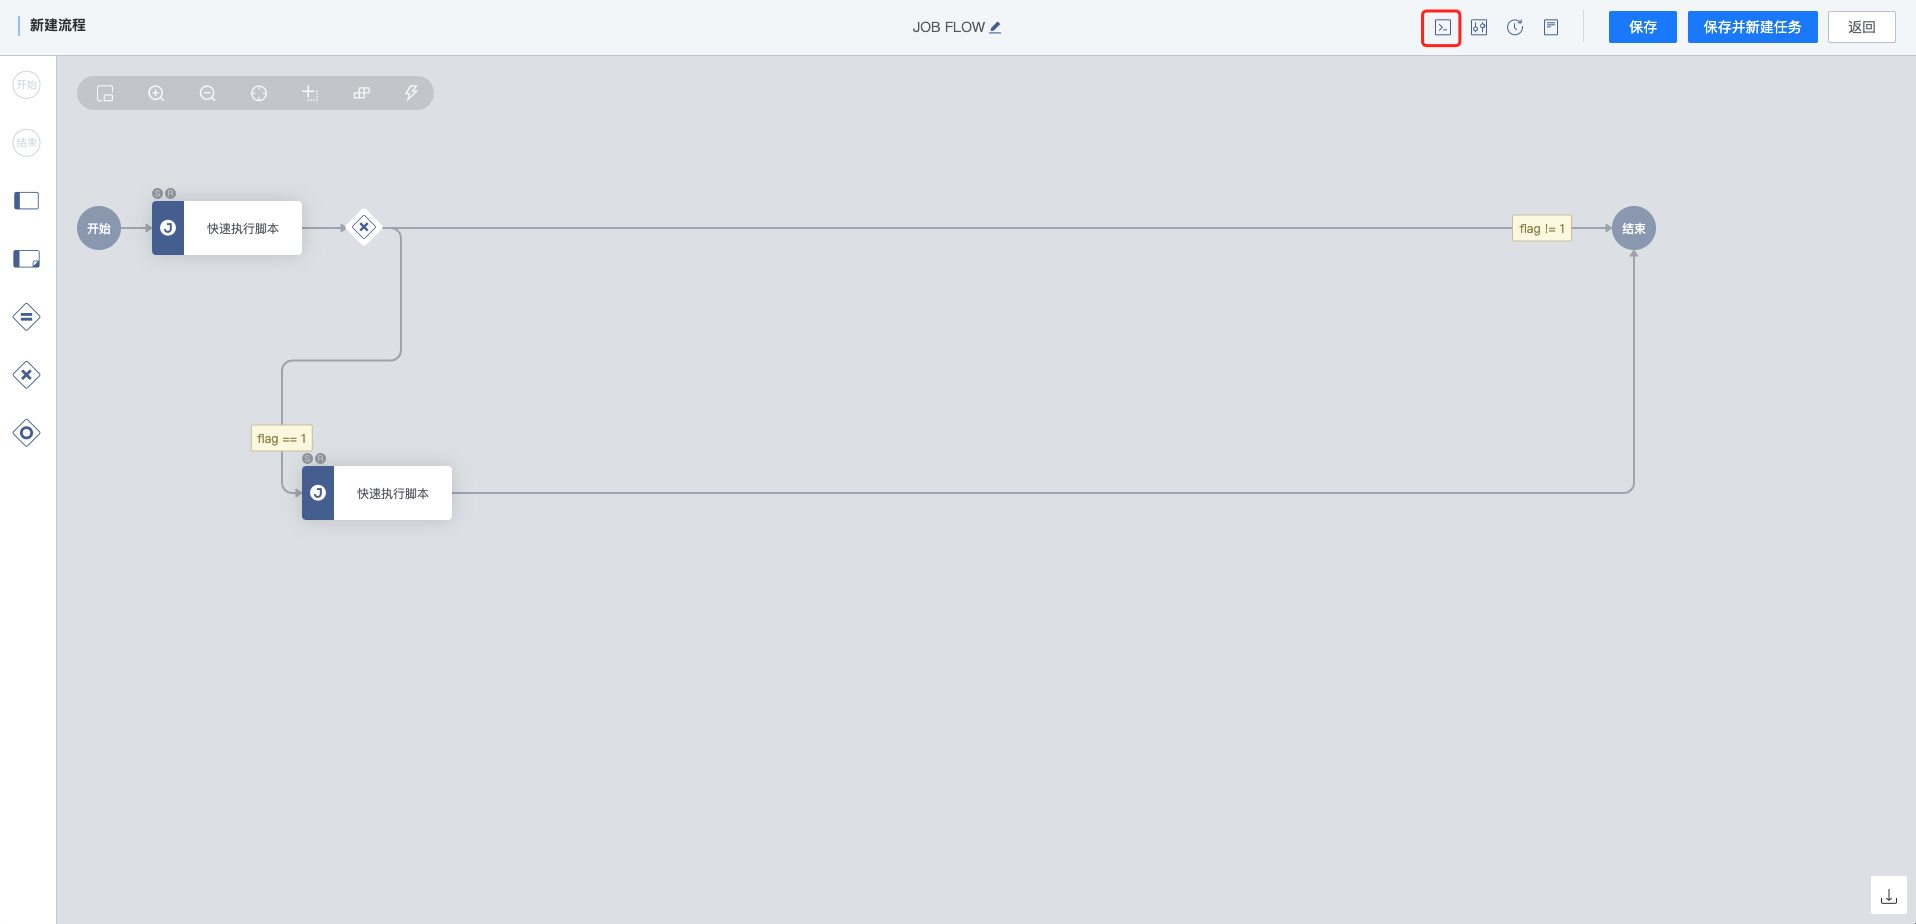 新建流程
JOB FLOW
保存
保存并新建任务
返回
开始
结束
开始
J
快速执行脚本
flag != 1
结束
flag == 1
J
快速执行脚本